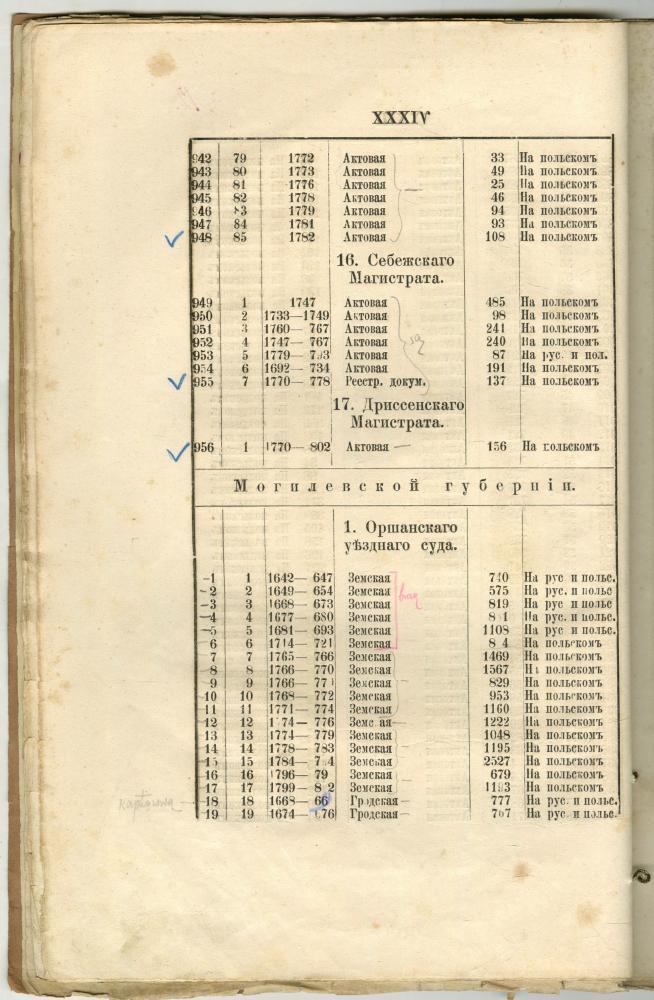 XXXIV
942 79 1772 Актовая 33 На польскомъ
943 80 1773 Актовая 49 На польскомъ
944 81 1776 Актовая 25 На польскомъ
945 82 1778 Актовая 46 На польскомъ
946 83 1779 Актовая 94 На польскомъ
947 84 1781 Актовая 93 На польскомъ
948 85 1782 Актовая 108 На польскомъ
16. Себежскаго
Магистрата.
949 1 1747 Актовая 485 На польскомъ
950 2 1733—1749 Актовая 98 На польскомъ
951 3 1760— 767 Актовая 241 На польскомъ
952 4 1747— 767 Актовая 240 На польскомъ
953 5 1779— Актовая 87 На рус. и пол.
954 6 1692— 734 Актовая 191 На польскомъ
955 7 1770— 778 Реестр. докум. 137 На польскомъ
17. Дриссенскаго
Магистрата.
956 1 1770— 802 Актовая — 156 На польскомъ
Могилевской губерніи.
1. Оршанскаго
уѣзднаго суда.
1 1 1642— 647 Земская 740 На рус и польс.
2 2 1649— 654 Земская 575 На рус. и польс
3 3 1668— 673 Земская 819 На рус и польс
4 4 1677— 680 Земская На рус. и польс.
5 5 1681— 693 Земская 1108 На рус и польс.
6 6 1714— 721 Земская На польскомъ
7 7 1765— 766 Земская 1469 На польскомъ
8 8 1766— 770 Земская 1567 На польскомъ
9 9 1766— Земская 829 На польскомъ
10 10 1768— 772 Земская 953 На польскомъ
11 11 1771— 774 Земская 1160 На польскомъ
12 12 1774— 776 Земская 1222 На польскомъ
13 13 1774— 779 Земская 1048 На польскомъ
14 14 1778— 783 Земская 1195 На польскомъ
15 15 1784— Земская 2527 На польскомъ
16 16 1796— 79 Земская 679 На польскомъ
17 17 1799— Земская 1193 На польскомъ
18 18 1668— 66 Гродская 777 На рус. и польс.
19 19 1674— 676 Гродская 767 На рус. и польс.